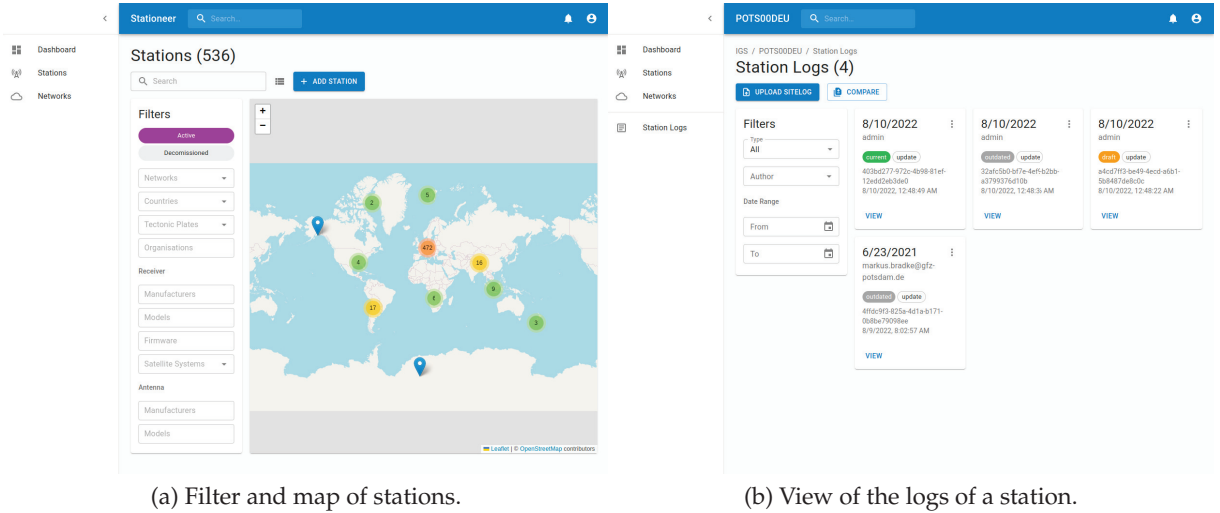 Stationeer
Search…
Dashboard
Stations
Networks
Stations (536)
Search
+ ADD STATION
Filters
Active
Decomissioned
Networks
Countries
Tectonic Plates
Organisations
Receiver
Manufacturers
Models
Firmware
Satellite Systems
Antenna
Manufacturers
Models
+
−
5
2
472
4
16
9
17
3
Leaflet | © OpenStreetMap contributors
(a) Filter and map of stations.
POTS00DEU
Search…
Dashboard
Stations
Networks
Station Logs
IGS / POTS00DEU / Station Logs
Station Logs (4)
UPLOAD SITELOG
COMPARE
Filters
Type
All
Author
Date Range
From
To
8/10/2022
admin
current update
403bd277-972c-4b98-81ef-
12edd2eb3de0
8/10/2022, 12:48:49 AM
VIEW
8/10/2022
admin
outdated update
32afc5b0-bf7e-4eff-b2bb-
a3799376d10b
8/10/2022, AM
VIEW
8/10/2022
admin
draft update
a4cd7ff3-be49-4ecd-a6b1-
5b8487de8c0c
8/10/2022, 12:48:22 AM
VIEW
6/23/2021
markus.bradke@gfz-
potsdam.de
outdated update
4ffdc9f3-825a-4d1a-b171-
0b8be79098ee
8/9/2022, 8:02:57 AM
VIEW
(b) View of the logs of a station.